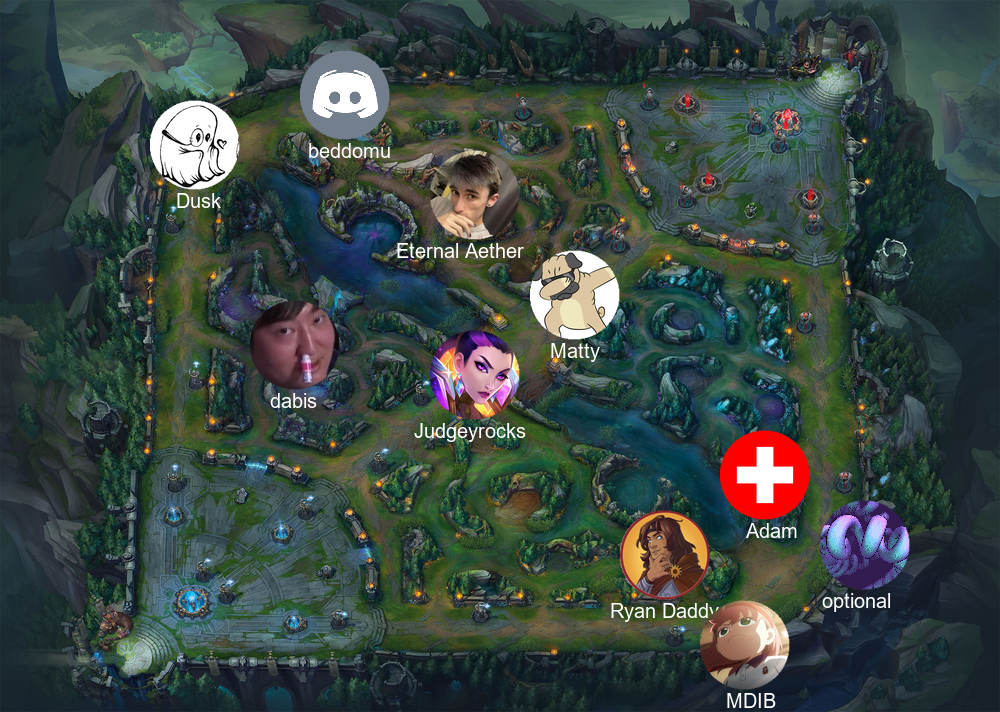 beddomu
Dusk
Eternal Aether
Matty
dabis
Judgeyrocks
Adam
optional
Ryan Daddy
MDIB